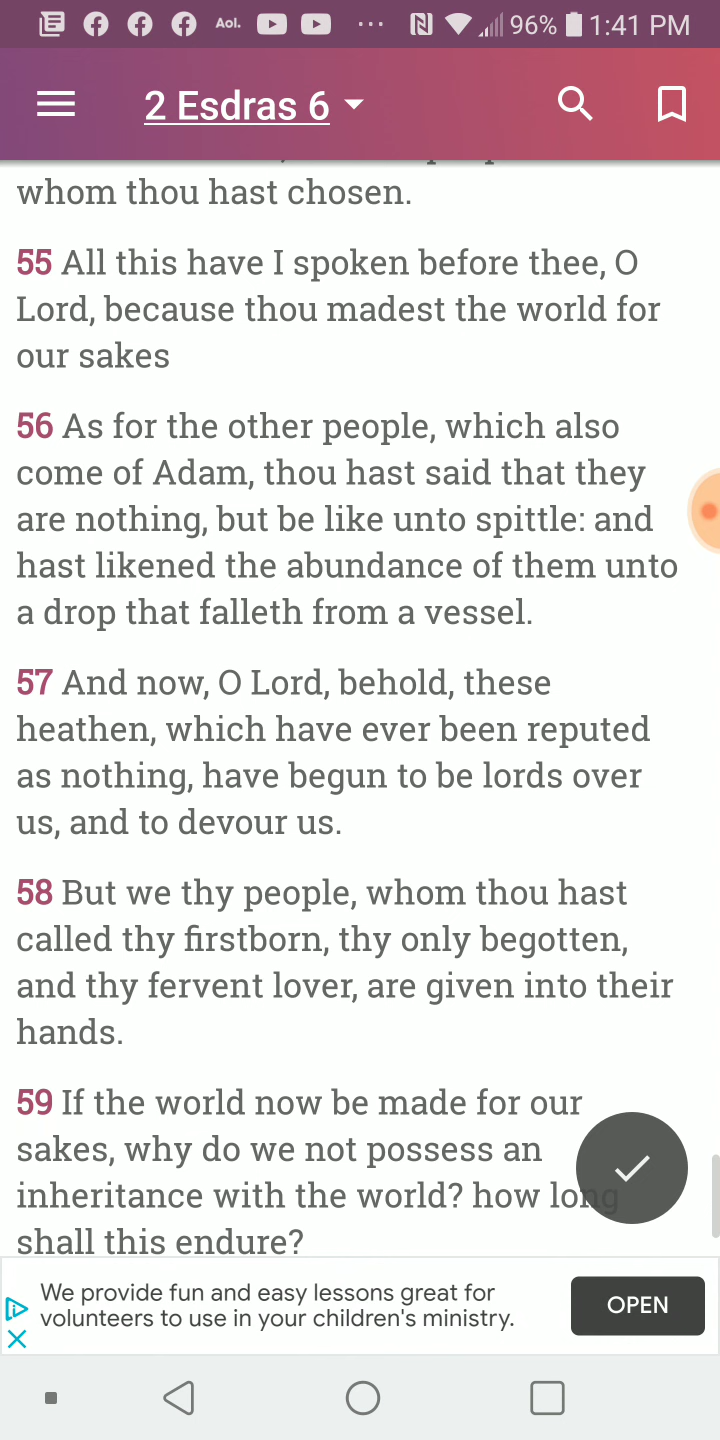 Aol.
96% 1:41 PM
2 Esdras 6
whom thou hast chosen.
55 All this have I spoken before thee, O
Lord, because thou madest the world for
our sakes
56 As for the other people, which also
come of Adam, thou hast said that they
are nothing, but be like unto spittle: and
hast likened the abundance of them unto
a drop that falleth from a vessel.
57 And now, O Lord, behold, these
heathen, which have ever been reputed
as nothing, have begun to be lords over
us, and to devour us.
58 But we thy people, whom thou hast
called thy firstborn, thy only begotten,
and thy fervent lover, are given into their
hands.
59 If the world now be made for our
sakes, why do we not possess an
inheritance with the world? how long
shall this endure?
We provide fun and easy lessons great for
volunteers to use in your children's ministry.
OPEN